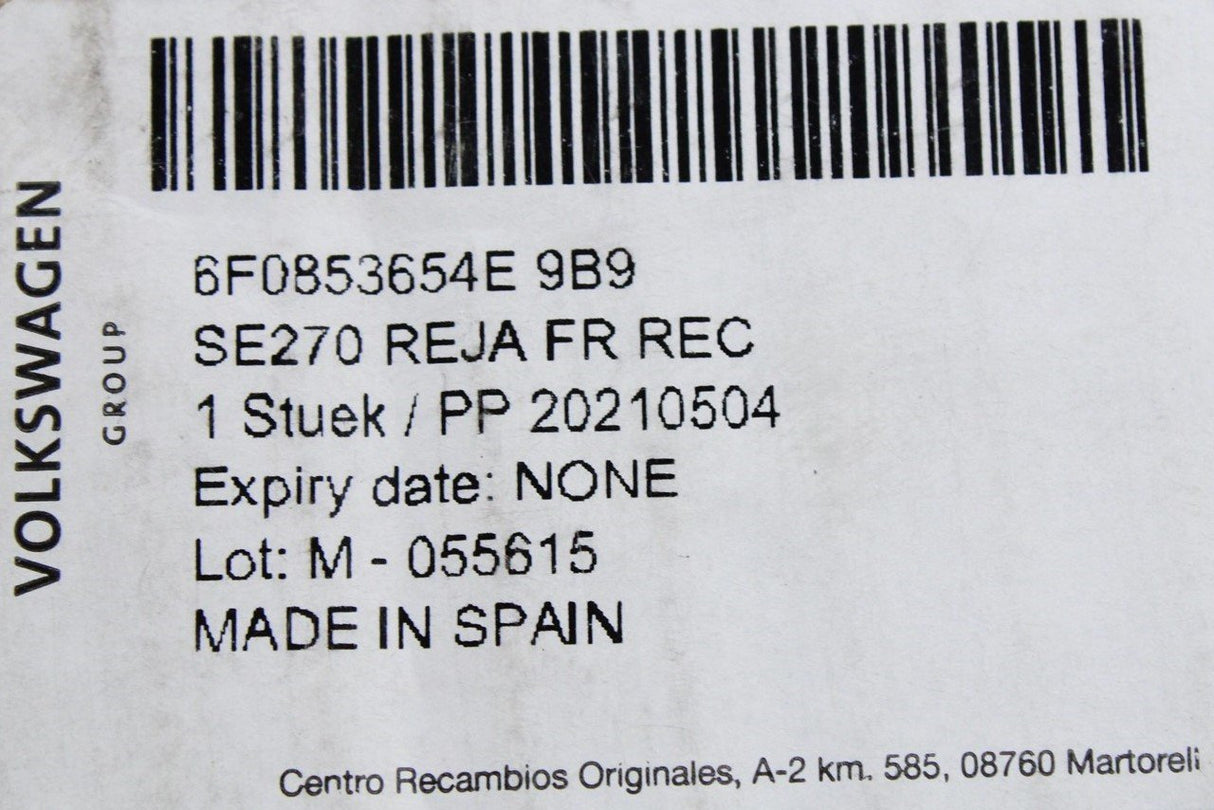 VOLKSWAGEN
GROUP
6F0853654E 9B9
SE270 REJA FR REC
1 Stuek / PP 20210504
Expiry date: NONE
Lot: M - 055615
MADE IN SPAIN
Centro Recambios Originales, A-2 km. 585, 08760 Martoreli